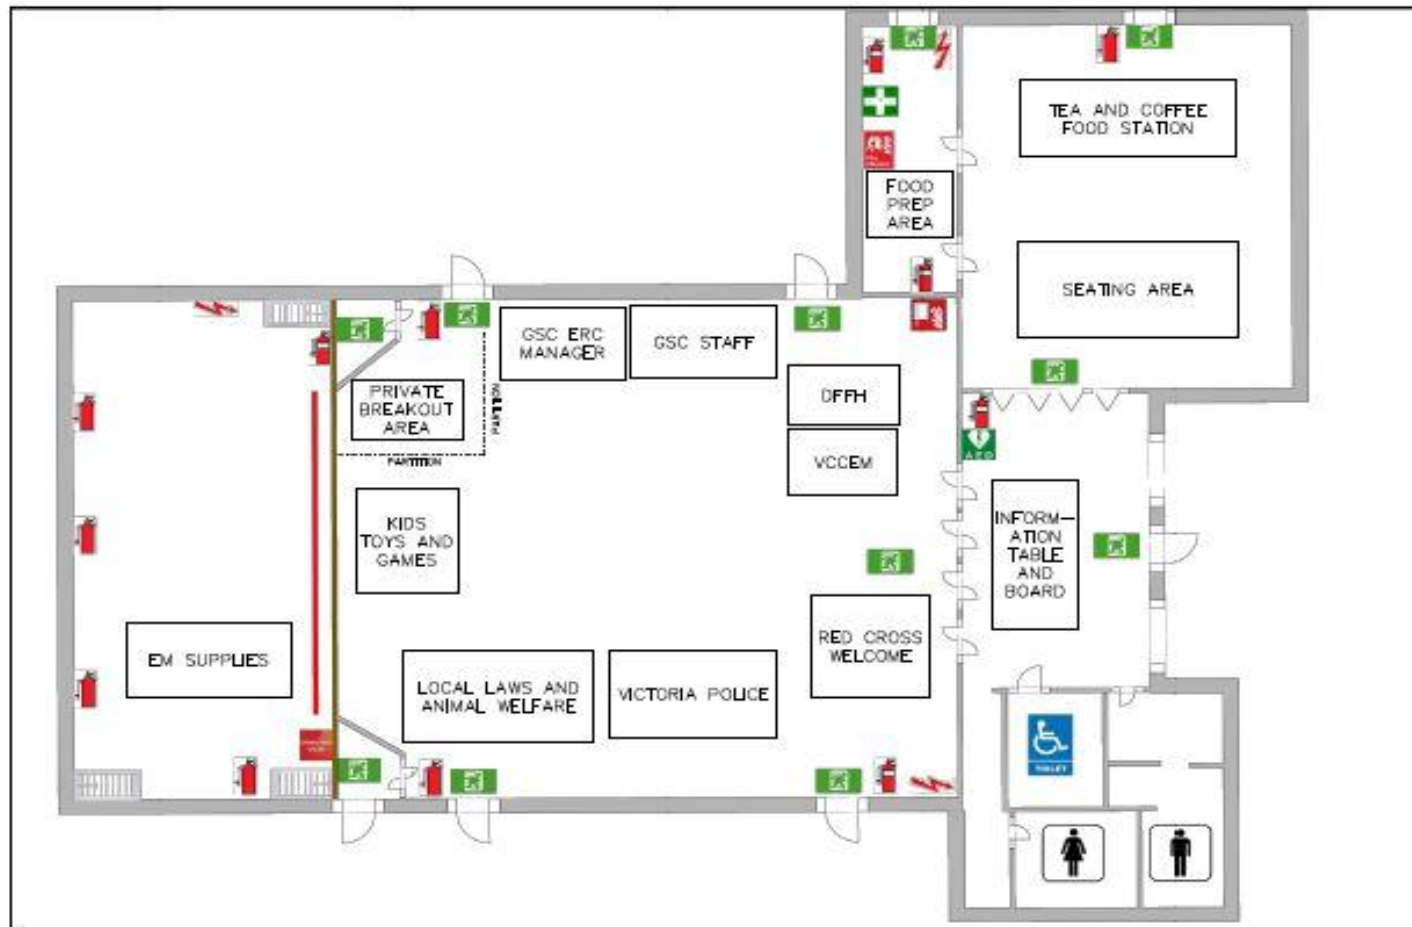 TEA AND COFFEE
FOOD STATION
FOOD
PREP
AREA
SEATING AREA
GSC ERC
MANAGER
GSC STAFF
PRIVATE
BREAKOUT
AREA
PARTITION
PARTITION
DFFH
VCCEM
AED
KIDS
TOYS AND
GAMES
INFORM-
ATION
TABLE
AND
BOARD
EM SUPPLIES
LOCAL LAWS AND
ANIMAL WELFARE
VICTORIA POLICE
RED CROSS
WELCOME
TOILET